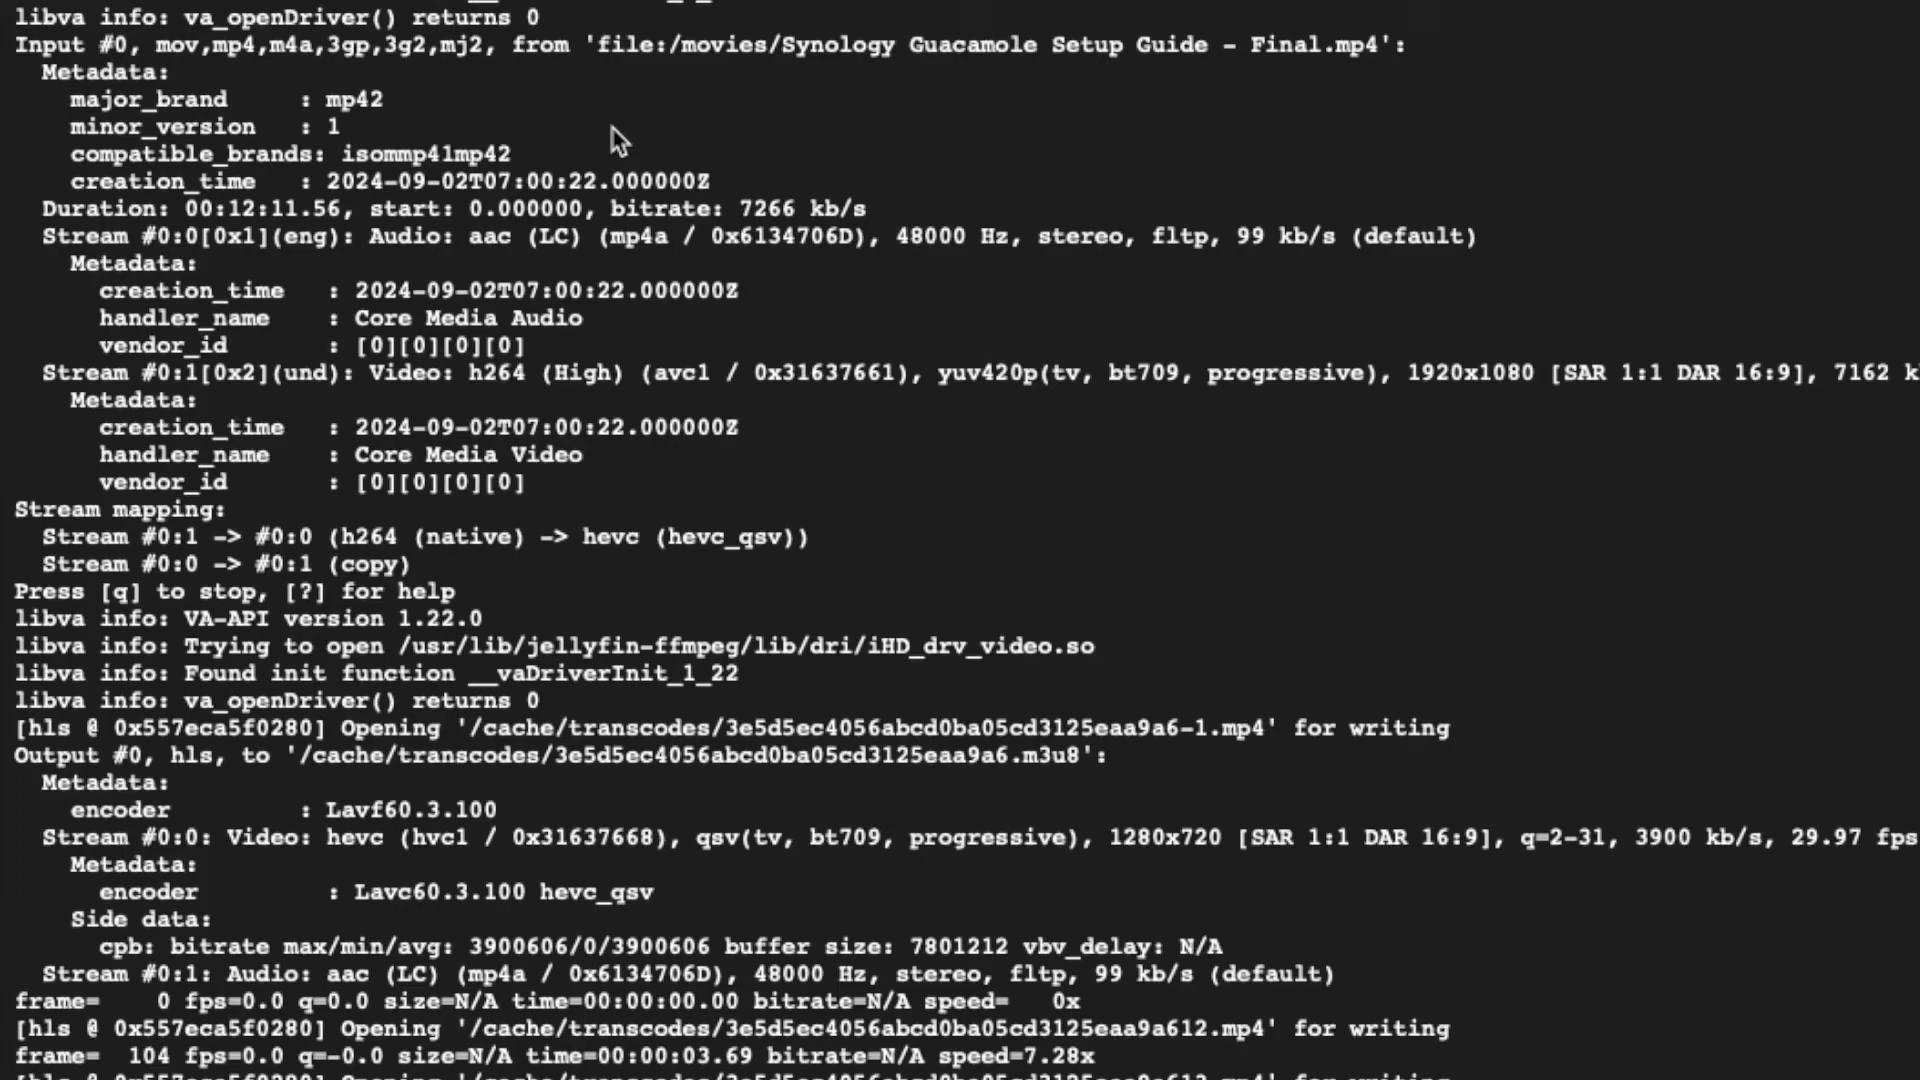 libva info: va_openDriver() returns 0
Input #0, mov,mp4,m4a,3gp,3g2,mj2, from 'file:/movies/Synology Guacamole Setup Guide - Final.mp4':
  Metadata:
    major_brand     : mp42
    minor_version   : 1
    compatible_brands: isommp41mp42
    creation_time   : 2024-09-02T07:00:22.000000Z
  Duration: 00:12:11.56, start: 0.000000, bitrate: 7266 kb/s
  Stream #0:0[0x1](eng): Audio: aac (LC) (mp4a / 0x6134706D), 48000 Hz, stereo, fltp, 99 kb/s (default)
    Metadata:
      creation_time   : 2024-09-02T07:00:22.000000Z
      handler_name    : Core Media Audio
      vendor_id       : [0][0][0][0]
  Stream #0:1[0x2](und): Video: h264 (High) (avc1 / 0x31637661), yuv420p(tv, bt709, progressive), 1920x1080 [SAR 1:1 DAR 16:9], 7162 k
    Metadata:
      creation_time   : 2024-09-02T07:00:22.000000Z
      handler_name    : Core Media Video
      vendor_id       : [0][0][0][0]
Stream mapping:
  Stream #0:1 -> #0:0 (h264 (native) -> hevc (hevc_qsv))
  Stream #0:0 -> #0:1 (copy)
Press [q] to stop, [?] for help
libva info: VA-API version 1.22.0
libva info: Trying to open /usr/lib/jellyfin-ffmpeg/lib/dri/iHD_drv_video.so
libva info: Found init function __vaDriverInit_1_22
libva info: va_openDriver() returns 0
[hls @ 0x557eca5f0280] Opening '/cache/transcodes/3e5d5ec4056abcd0ba05cd3125eaa9a6-1.mp4' for writing
Output #0, hls, to '/cache/transcodes/3e5d5ec4056abcd0ba05cd3125eaa9a6.m3u8':
  Metadata:
    encoder         : Lavf60.3.100
  Stream #0:0: Video: hevc (hvc1 / 0x31637668), qsv(tv, bt709, progressive), 1280x720 [SAR 1:1 DAR 16:9], q=2-31, 3900 kb/s, 29.97 fps
    Metadata:
      encoder         : Lavc60.3.100 hevc_qsv
    Side data:
      cpb: bitrate max/min/avg: 3900606/0/3900606 buffer size: 7801212 vbv_delay: N/A
  Stream #0:1: Audio: aac (LC) (mp4a / 0x6134706D), 48000 Hz, stereo, fltp, 99 kb/s (default)
frame=    0 fps=0.0 q=0.0 size=N/A time=00:00:00.00 bitrate=N/A speed=   0x
[hls @ 0x557eca5f0280] Opening '/cache/transcodes/3e5d5ec4056abcd0ba05cd3125eaa9a612.mp4' for writing
frame=  104 fps=0.0 q=-0.0 size=N/A time=00:00:03.69 bitrate=N/A speed=7.28x